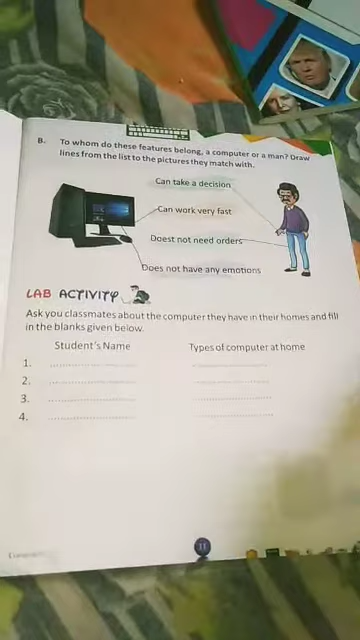 B. To whom do these features belong, a computer or a man? Draw
lines from the list to the pictures they match with.
Can take a decision
Can work very fast
Doest not need orders
Does not have any emotions
LAB ACTIVITY
Ask you classmates about the computer they have in their homes and fill
in the blanks given below.
Student's Name Types of computer at home
1.
2.
3.
4.
11